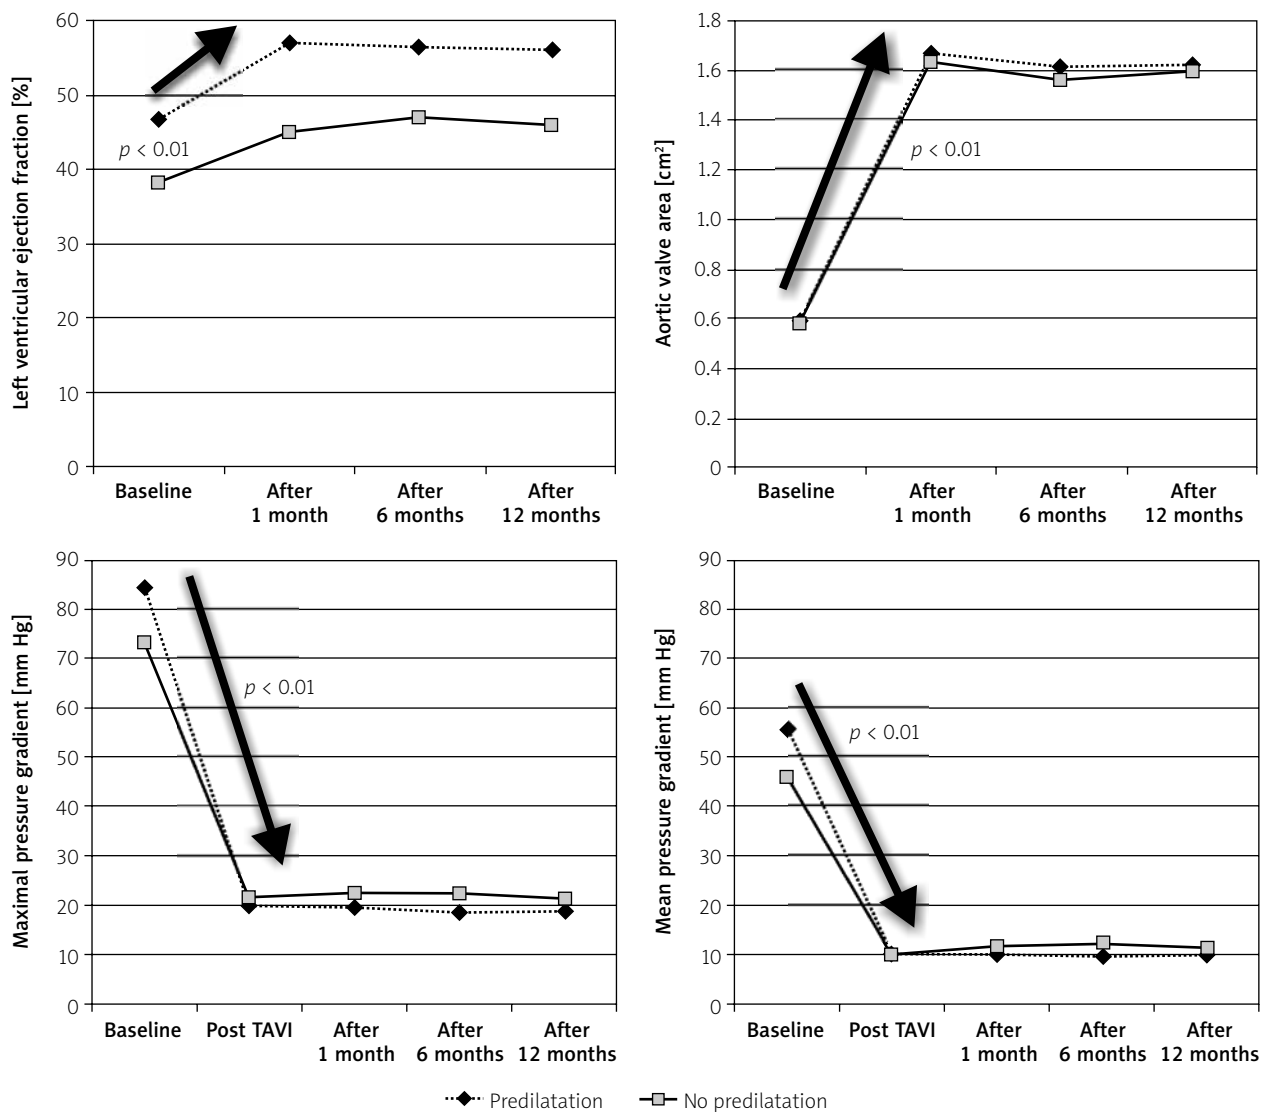 Left ventricular ejection fraction [%]
60
50
40
30
20
10
0
p < 0.01
Baseline
After
1 month
After
6 months
After
12 months
Aortic valve area [cm²]
1.8
1.6
1.4
1.2
1.0
0.8
0.6
0.4
0.2
0
p < 0.01
Baseline
After
1 month
After
6 months
After
12 months
Maximal pressure gradient [mm Hg]
90
80
70
60
50
40
30
20
10
0
p < 0.01
Baseline
Post TAVI
After
1 month
After
6 months
After
12 months
Mean pressure gradient [mm Hg]
90
80
70
60
50
40
30
20
10
0
p < 0.01
Baseline
Post TAVI
After
1 month
After
6 months
After
12 months
Predilatation
No predilatation